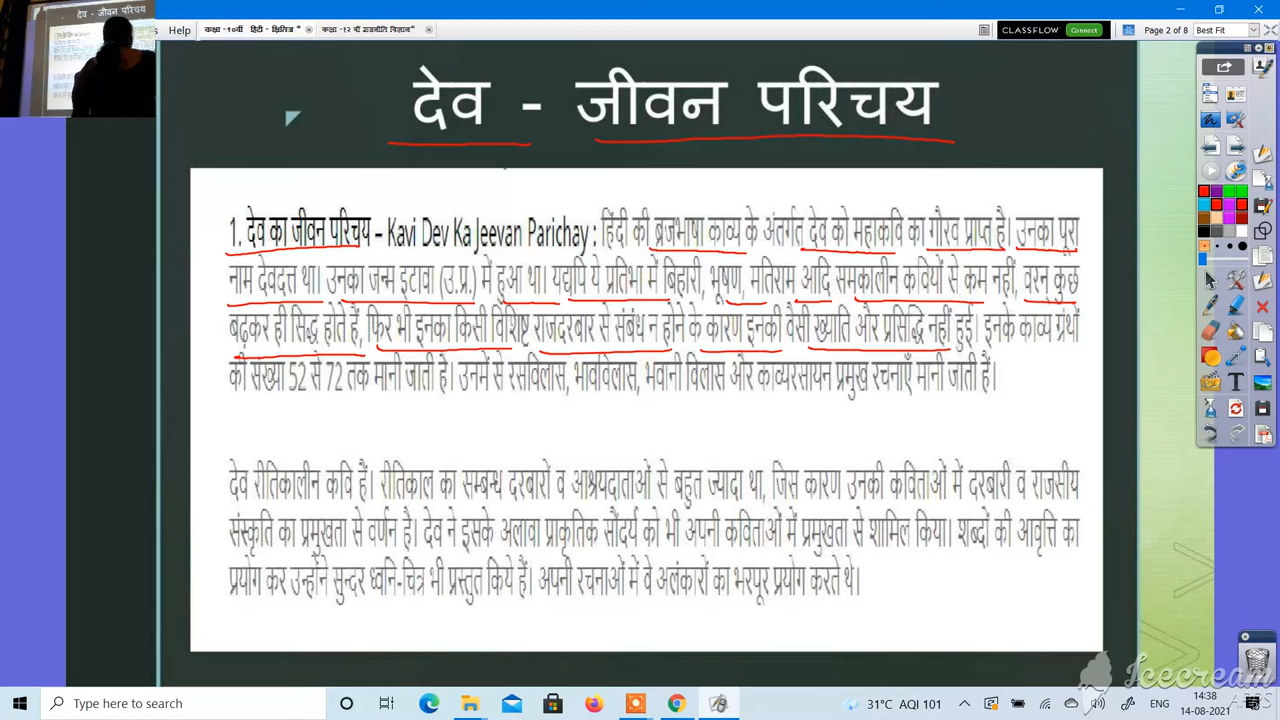 Help
कक्षा -१०वीं हिंदी - क्षितिज *
कक्षा -१२ वीं राजनीति विज्ञान*
CLASSFLOW Connect
Page 2 of 8
Best Fit
देव - जीवन परिचय
1. देव का जीवन परिचय – Kavi Dev Ka Jeevan Parichay : हिंदी की ब्रजभाषा काव्य के अंतर्गत देव को महाकवि का गौरव प्राप्त है। उनका पूरा
नाम देवदत्त था। उनका जन्म इटावा (उ.प्र.) में हुआ था। यद्यपि ये प्रतिभा में बिहारी, भूषण, मतिराम आदि समकालीन कवियों से कम नहीं, वरन् कुछ
बढ़कर ही सिद्ध होते हैं, फिर भी इनका किसी विशिष्ट राजदरबार से संबंध न होने के कारण इनकी वैसी ख्याति और प्रसिद्धि नहीं हुई। इनके काव्य ग्रंथों
की संख्या 52 से 72 तक मानी जाती है। उनमें से रसविलास, भावविलास, भवानी विलास और काव्यरसायन प्रमुख रचनाएँ मानी जाती हैं।
देव रीतिकालीन कवि हैं। रीतिकाल का सम्बन्ध दरबारों व आश्रयदाताओं से बहुत ज्यादा था, जिस कारण उनकी कविताओं में दरबारी व राजसीय
संस्कृति का प्रमुखता से वर्णन है। देव ने इसके अलावा प्राकृतिक सौंदर्य को भी अपनी कविताओं में प्रमुखता से शामिल किया। शब्दों की आवृत्ति का
प्रयोग कर उन्होंने सुन्दर ध्वनि-चित्र भी प्रस्तुत किये हैं। अपनी रचनाओं में वे अलंकारों का भरपूर प्रयोग करते थे।
Icecream
Type here to search
31°C AQI 101
ENG
14:38
14-08-2021